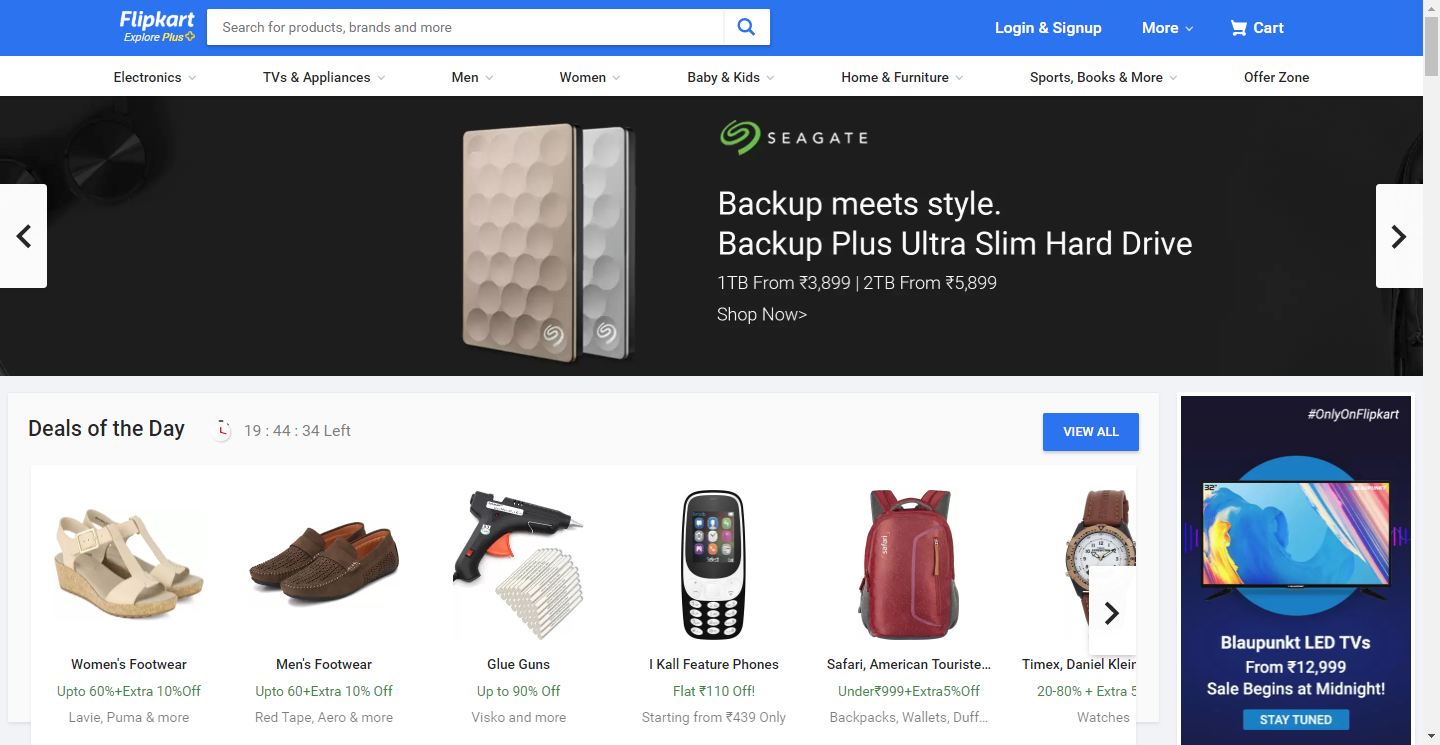 Flipkart
Explore Plus
Search for products, brands and more
Login & Signup
More
Cart
Electronics
TVs & Appliances
Men
Women
Baby & Kids
Home & Furniture
Sports, Books & More
Offer Zone
SEAGATE
Backup meets style.
Backup Plus Ultra Slim Hard Drive
1TB From ₹3,899 | 2TB From ₹5,899
Shop Now>
Deals of the Day
19 : 44 : 34 Left
VIEW ALL
Women's Footwear
Upto 60%+Extra 10%Off
Lavie, Puma & more
Men's Footwear
Upto 60+Extra 10% Off
Red Tape, Aero & more
Glue Guns
Up to 90% Off
Visko and more
I Kall Feature Phones
Flat ₹110 Off!
Starting from ₹439 Only
safari
Safari, American Touriste...
Under₹999+Extra5%Off
Backpacks, Wallets, Duff...
Timex, Daniel Klein
20-80% + Extra 5
Watches
#OnlyOnFlipkart
32"
BLAUPUNKT
Blaupunkt LED TVs
From ₹12,999
Sale Begins at Midnight!
STAY TUNED